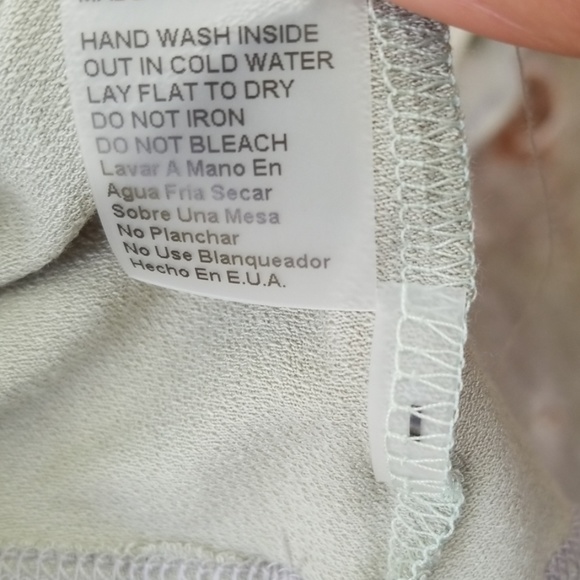 HAND WASH INSIDE
OUT IN COLD WATER
LAY FLAT TO DRY
DO NOT IRON
DO NOT BLEACH
Lavar A Mano En
Agua Fria Secar
Sobre Una Mesa
No Planchar
No Use Blanqueador
Hecho En E.U.A.